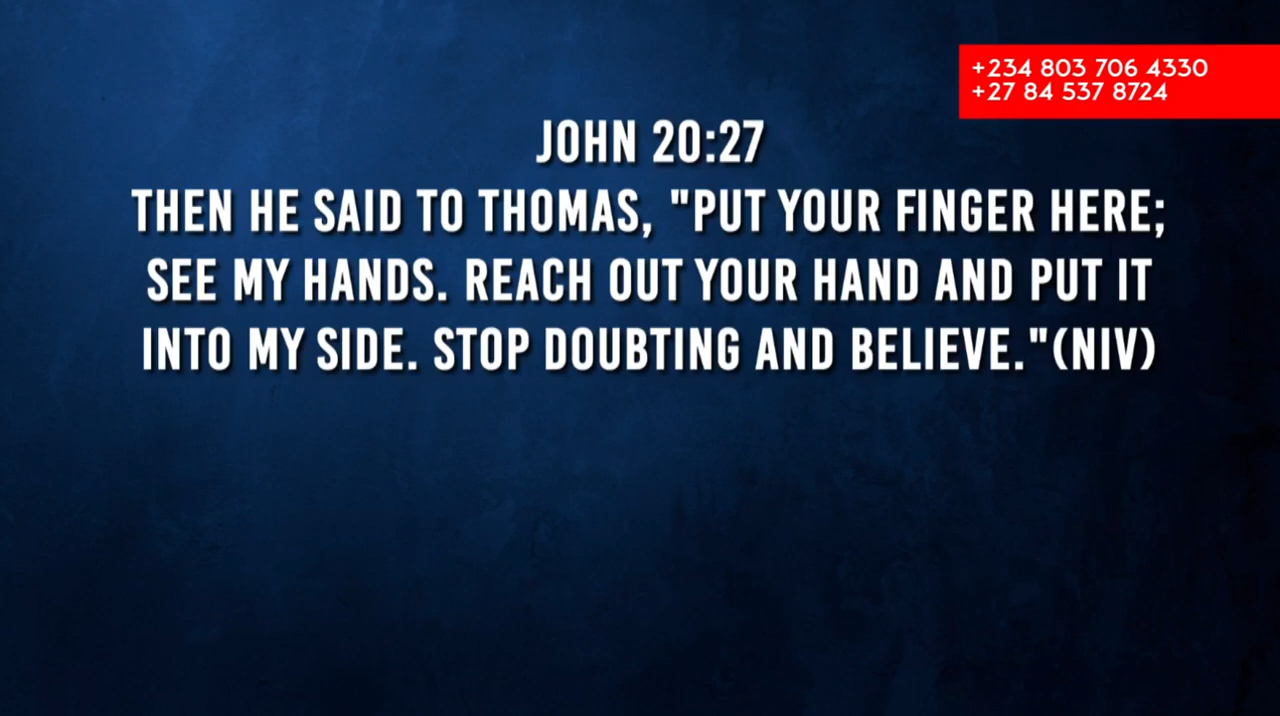 +234 803 706 4330
+27 84 537 8724
JOHN 20:27
THEN HE SAID TO THOMAS, "PUT YOUR FINGER HERE;
SEE MY HANDS. REACH OUT YOUR HAND AND PUT IT
INTO MY SIDE. STOP DOUBTING AND BELIEVE."(NIV)